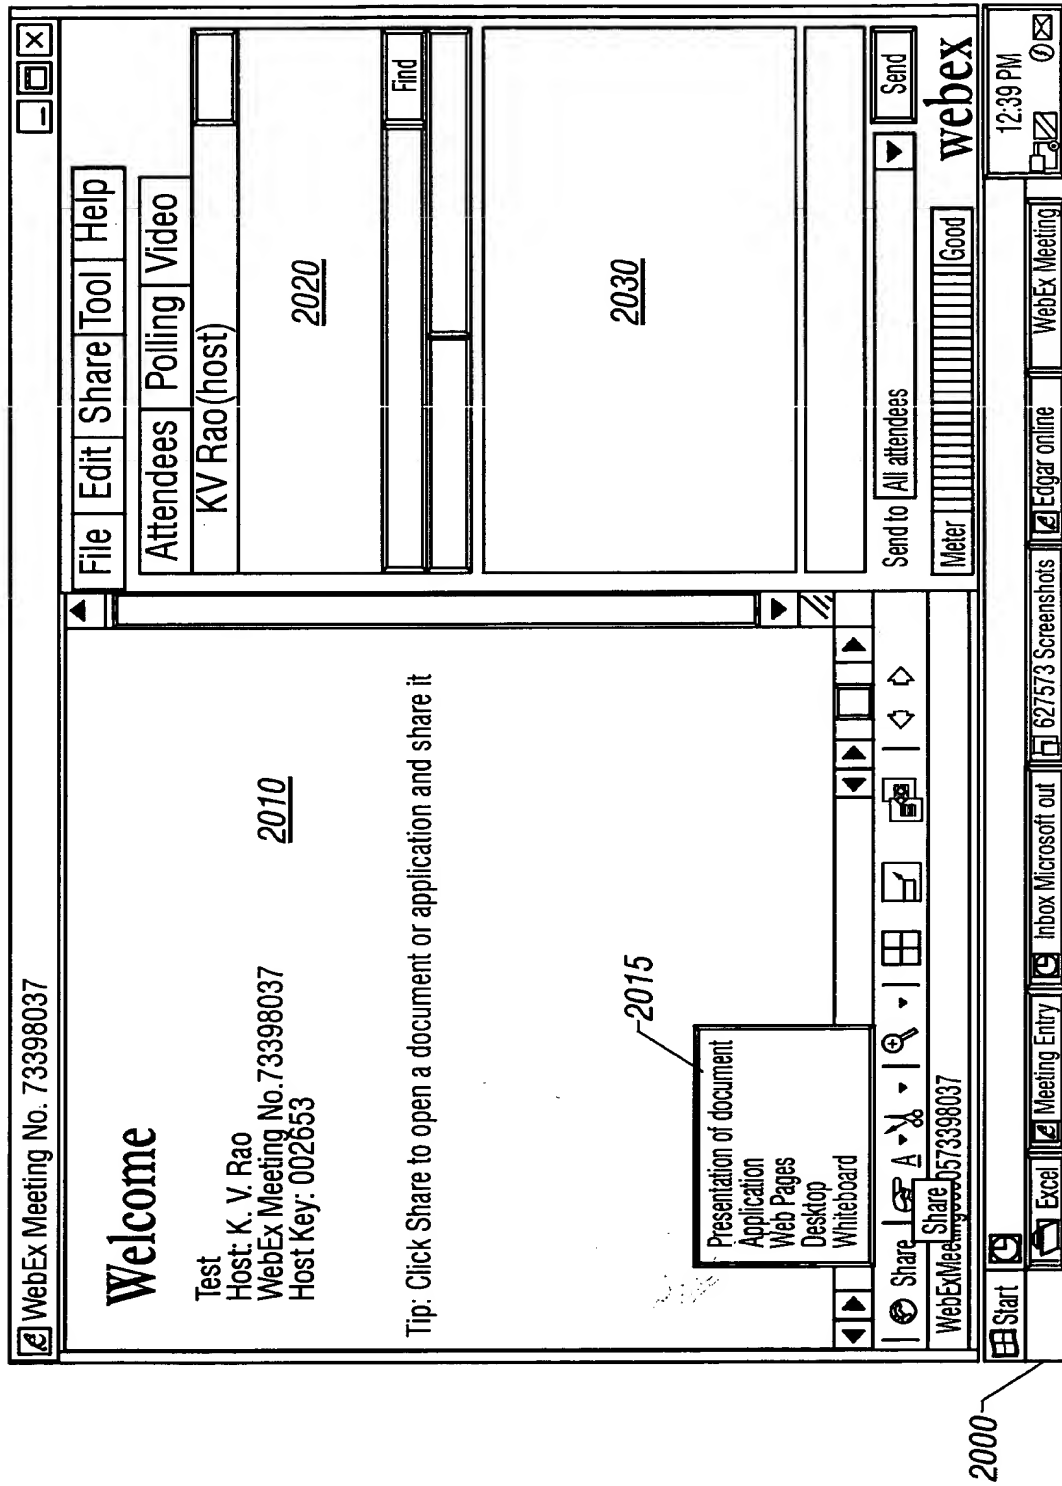 WebEx Meeting No. 73398037
File Edit Share Tool Help
Attendees Polling Video
KV Rao (host)
2020
Find
2030
Send to All attendees Send
Meter Good webex
Welcome
Test
Host: K. V. Rao
WebEx Meeting No.73398037
Host Key: 002653
2010
Tip: Click Share to open a document or application and share it
2015
Presentation of document
Application
Web Pages
Desktop
Whiteboard
Share A
Share
Start 12:39 PM
Excel Meeting Entry Inbox Microsoft out 627573 Screenshots Edgar online WebEx Meeting
2000